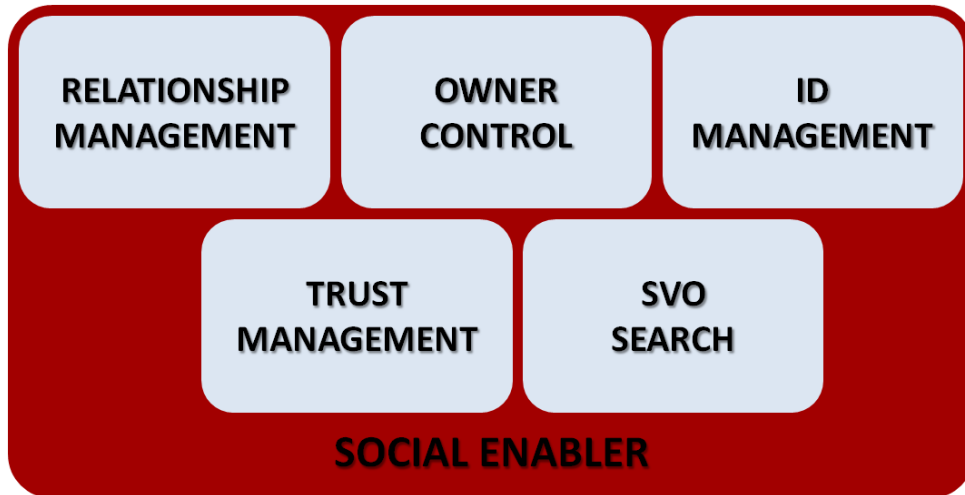 RELATIONSHIP
MANAGEMENT
OWNER
CONTROL
ID
MANAGEMENT
TRUST
MANAGEMENT
SVO
SEARCH
SOCIAL ENABLER